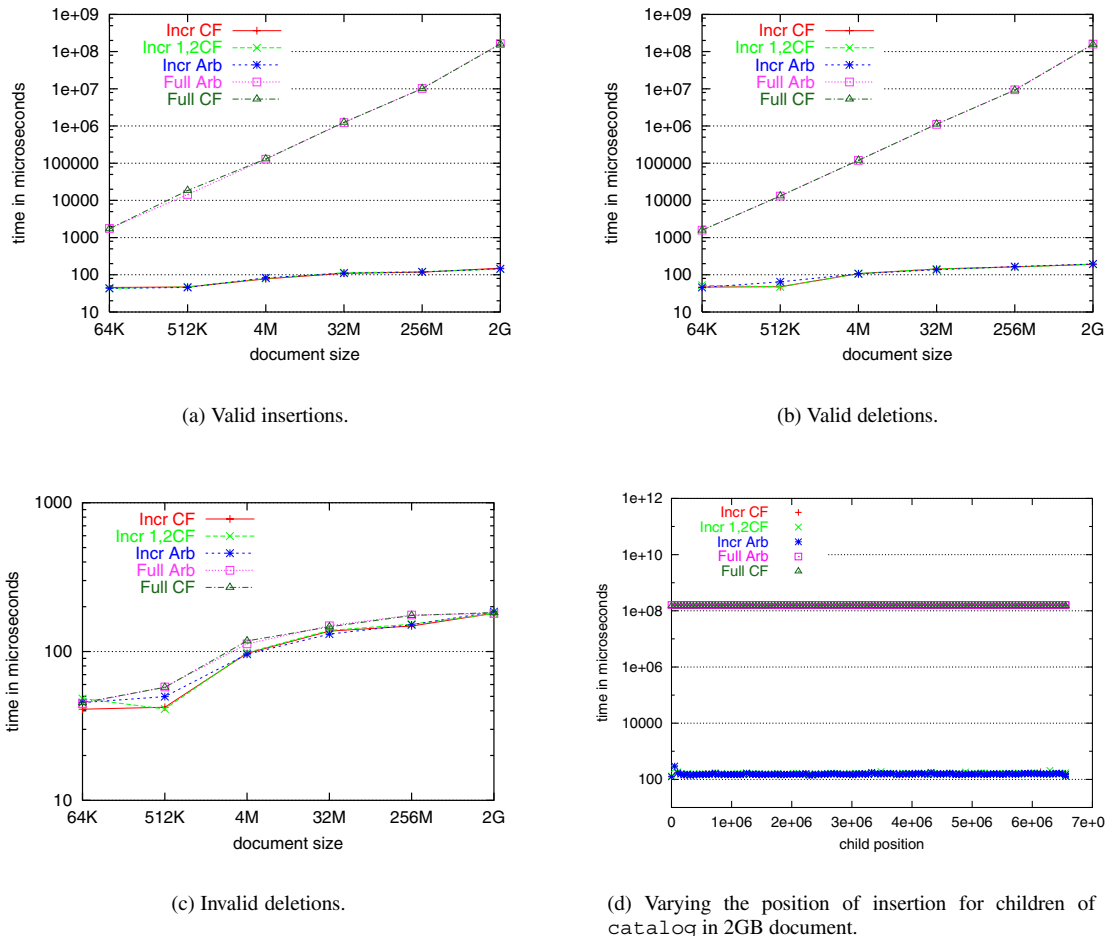 1e+09
1e+08
1e+07
1e+06
100000
10000
1000
100
10
time in microseconds
Incr CF
Incr 1,2CF
Incr Arb
Full Arb
Full CF
64K 512K 4M 32M 256M 2G
document size
(a) Valid insertions.
1e+09
1e+08
1e+07
1e+06
100000
10000
1000
100
10
time in microseconds
Incr CF
Incr 1,2CF
Incr Arb
Full Arb
Full CF
64K 512K 4M 32M 256M 2G
document size
(b) Valid deletions.
1000
100
10
time in microseconds
Incr CF
Incr 1,2CF
Incr Arb
Full Arb
Full CF
64K 512K 4M 32M 256M 2G
document size
(c) Invalid deletions.
1e+12
1e+10
1e+08
1e+06
10000
100
time in microseconds
Incr CF
Incr 1,2CF
Incr Arb
Full Arb
Full CF
0 1e+06 2e+06 3e+06 4e+06 5e+06 6e+06 7e+0
child position
(d) Varying the position of insertion for children of
catalog in 2GB document.